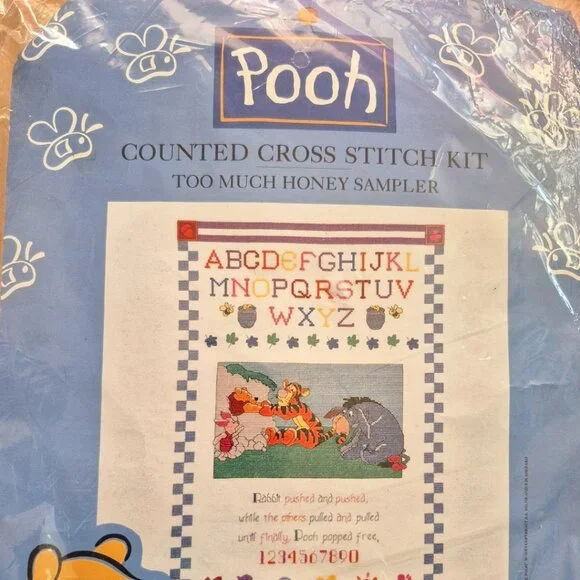 Pooh
COUNTED CROSS STITCH KIT
TOO MUCH HONEY SAMPLER
ABCDEFGHIJKL
MNOPQRSTUV
WXYZ
Rabbit pushed and pushed,
while the others pulled and pulled
until finally, Pooh popped free,
1234567890